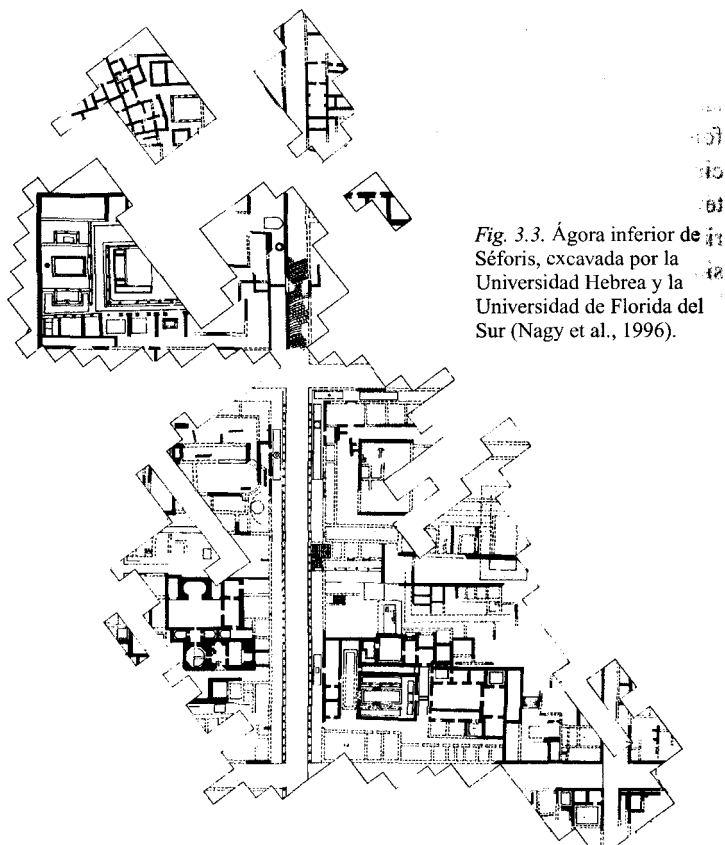 Fig. 3.3. Ágora inferior de
Séforis, excavada por la
Universidad Hebrea y la
Universidad de Florida del
Sur (Nagy et al., 1996).